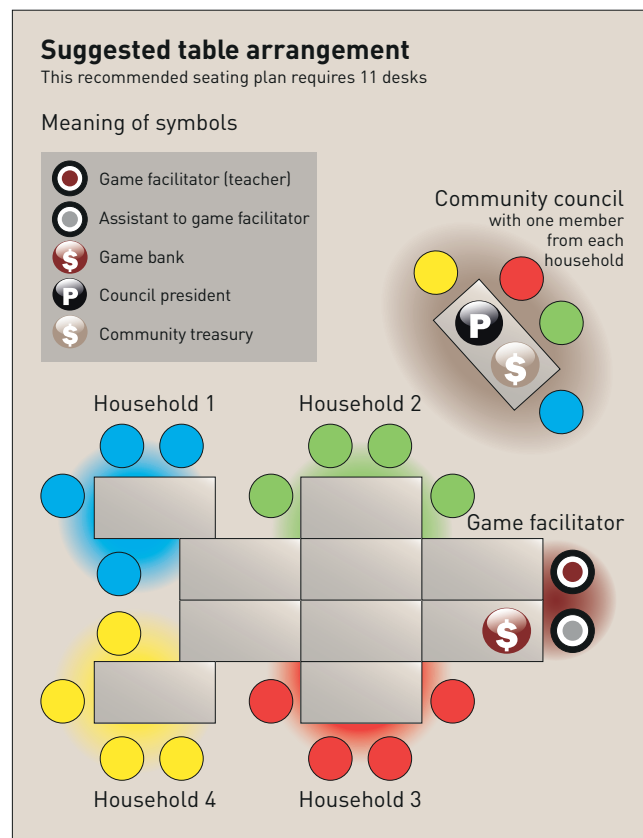 Suggested table arrangement
This recommended seating plan requires 11 desks
Meaning of symbols
Game facilitator (teacher)
Assistant to game facilitator
$ Game bank
P Council president
$ Community treasury
Community council
with one member
from each
household
P
$
Household 1
Household 2
Game facilitator
$
Household 4
Household 3